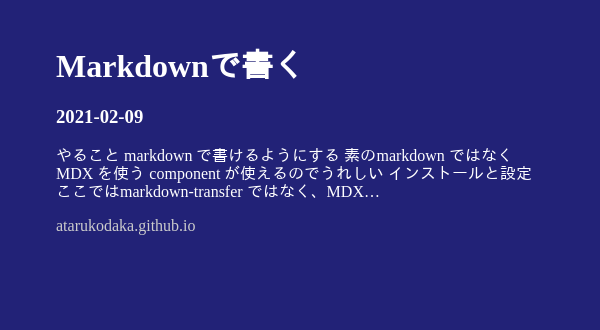 Markdownで書く
2021-02-09
やること markdown で書けるようにする 素のmarkdown ではなく
MDX を使う component が使えるのでうれしい インストールと設定
ここではmarkdown-transfer ではなく、MDX…
atarukodaka.github.io